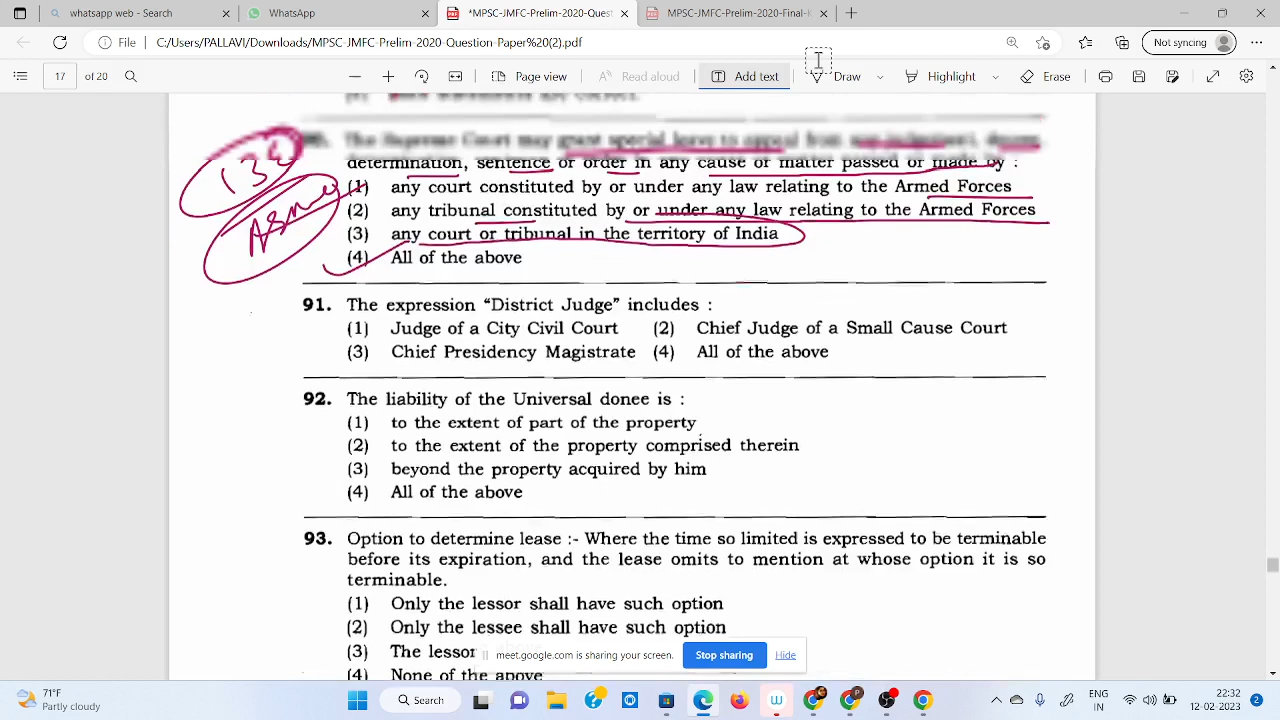 whatsapp web - Search
WhatsApp
*MPSC-JMFC-Prelim-2020-Quest
MPSC-JMFC-Prelim-2020-Final-
File C:/Users/PALLAVI/Downloads/MPSC JMFC-Prelim-2020-Question-Paper%20(2).pdf
Not syncing
17 of 20
Page view
Read aloud
Add text
Draw
Highlight
Erase
The Supreme Court may grant special leave to appeal from
determination, sentence or order in any cause or matter passed or made by :
(1) any court constituted by or under any law relating to the Armed Forces
(2) any tribunal constituted by or under any law relating to the Armed Forces
(3) any court or tribunal in the territory of India
(4) All of the above
91. The expression “District Judge” includes :
(1) Judge of a City Civil Court (2) Chief Judge of a Small Cause Court
(3) Chief Presidency Magistrate (4) All of the above
92. The liability of the Universal donee is :
(1) to the extent of part of the property
(2) to the extent of the property comprised therein
(3) beyond the property acquired by him
(4) All of the above
93. Option to determine lease :- Where the time so limited is expressed to be terminable
before its expiration, and the lease omits to mention at whose option it is so
terminable.
(1) Only the lessor shall have such option
(2) Only the lessee shall have such option
(3) The lessor
meet.google.com is sharing your screen. Stop sharing Hide
(4) None of the above
71°F
Partly cloudy
Search
ENG
IN
13:32
12-02-2023
2